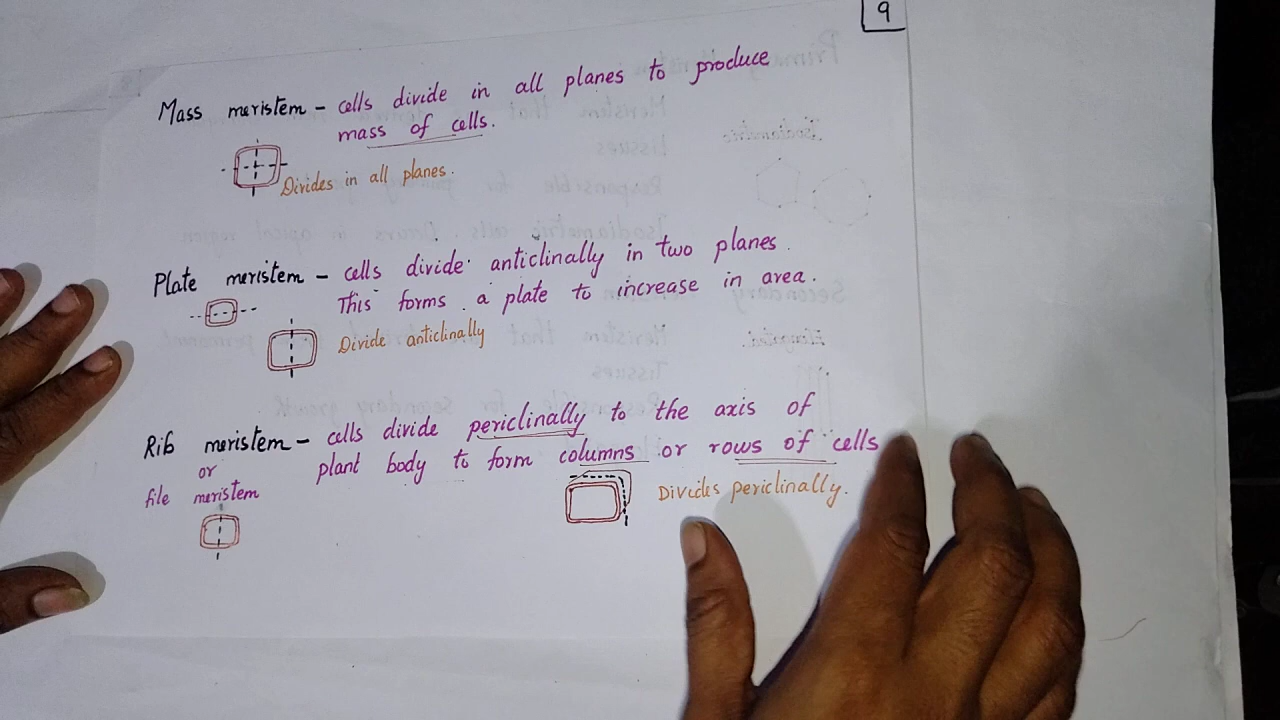 9
Mass meristem – cells divide in all planes to produce
mass of cells.
Divides in all planes.
Plate meristem – cells divide anticlinally in two planes.
This forms a plate to increase in area.
Divide anticlinally
Rib meristem – cells divide periclinally to the axis of
or plant body to form columns or rows of cells
file meristem
Divides periclinally.